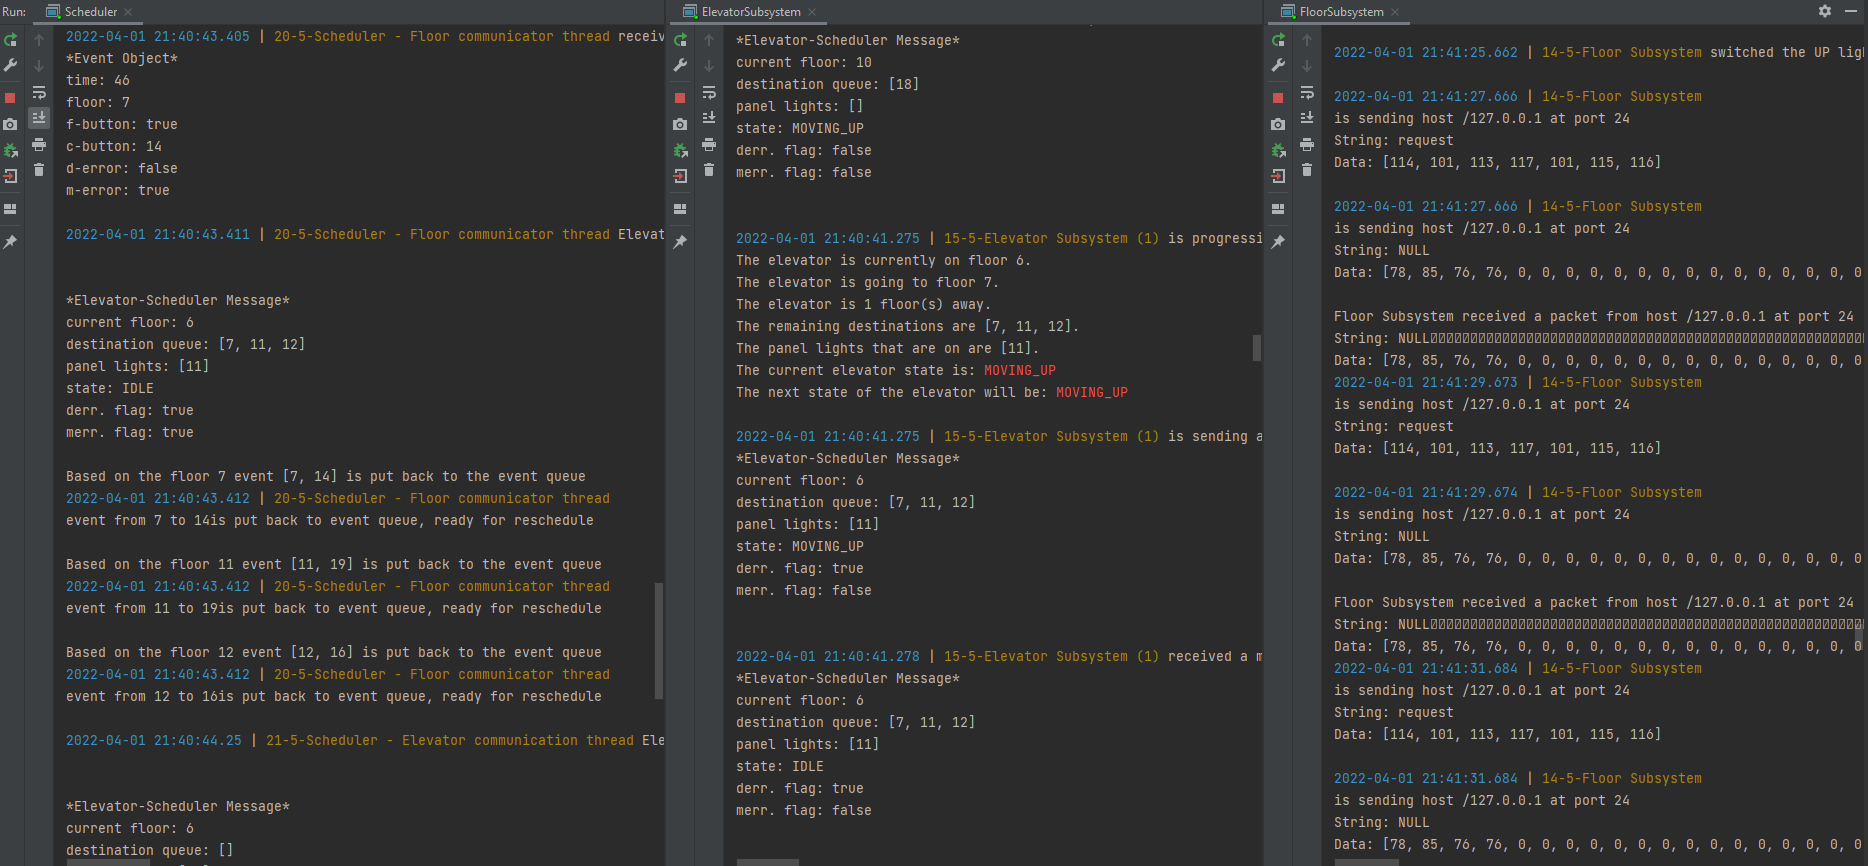 Run: Scheduler
2022-04-01 21:40:43.405 | 20-5-Scheduler - Floor communicator thread receiv
*Event Object*
time: 46
floor: 7
f-button: true
c-button: 14
d-error: false
m-error: true
2022-04-01 21:40:43.411 | 20-5-Scheduler - Floor communicator thread Elevat
*Elevator-Scheduler Message*
current floor: 6
destination queue: [7, 11, 12]
panel lights: [11]
state: IDLE
derr. flag: true
merr. flag: true
Based on the floor 7 event [7, 14] is put back to the event queue
2022-04-01 21:40:43.412 | 20-5-Scheduler - Floor communicator thread
event from 7 to 14is put back to event queue, ready for reschedule
Based on the floor 11 event [11, 19] is put back to the event queue
2022-04-01 21:40:43.412 | 20-5-Scheduler - Floor communicator thread
event from 11 to 19is put back to event queue, ready for reschedule
Based on the floor 12 event [12, 16] is put back to the event queue
2022-04-01 21:40:43.412 | 20-5-Scheduler - Floor communicator thread
event from 12 to 16is put back to event queue, ready for reschedule
2022-04-01 21:40:44.25 | 21-5-Scheduler - Elevator communication thread Ele
*Elevator-Scheduler Message*
current floor: 6
destination queue: []
ElevatorSubsystem
*Elevator-Scheduler Message*
current floor: 10
destination queue: [18]
panel lights: []
state: MOVING_UP
derr. flag: false
merr. flag: false
2022-04-01 21:40:41.275 | 15-5-Elevator Subsystem (1) is progressi
The elevator is currently on floor 6.
The elevator is going to floor 7.
The elevator is 1 floor(s) away.
The remaining destinations are [7, 11, 12].
The panel lights that are on are [11].
The current elevator state is: MOVING_UP
The next state of the elevator will be: MOVING_UP
2022-04-01 21:40:41.275 | 15-5-Elevator Subsystem (1) is sending a
*Elevator-Scheduler Message*
current floor: 6
destination queue: [7, 11, 12]
panel lights: [11]
state: MOVING_UP
derr. flag: true
merr. flag: false
2022-04-01 21:40:41.278 | 15-5-Elevator Subsystem (1) received a m
*Elevator-Scheduler Message*
current floor: 6
destination queue: [7, 11, 12]
panel lights: [11]
state: IDLE
derr. flag: true
merr. flag: false
FloorSubsystem
2022-04-01 21:41:25.662 | 14-5-Floor Subsystem switched the UP lig
2022-04-01 21:41:27.666 | 14-5-Floor Subsystem
is sending host /127.0.0.1 at port 24
String: request
Data: [114, 101, 113, 117, 101, 115, 116]
2022-04-01 21:41:27.666 | 14-5-Floor Subsystem
is sending host /127.0.0.1 at port 24
String: NULL
Data: [78, 85, 76, 76, 0, 0, 0, 0, 0, 0, 0, 0, 0, 0, 0, 0, 0, 0, 0
Floor Subsystem received a packet from host /127.0.0.1 at port 24
String: NULL
Data: [78, 85, 76, 76, 0, 0, 0, 0, 0, 0, 0, 0, 0, 0, 0, 0, 0, 0, 0
2022-04-01 21:41:29.673 | 14-5-Floor Subsystem
is sending host /127.0.0.1 at port 24
String: request
Data: [114, 101, 113, 117, 101, 115, 116]
2022-04-01 21:41:29.674 | 14-5-Floor Subsystem
is sending host /127.0.0.1 at port 24
String: NULL
Data: [78, 85, 76, 76, 0, 0, 0, 0, 0, 0, 0, 0, 0, 0, 0, 0, 0, 0, 0
Floor Subsystem received a packet from host /127.0.0.1 at port 24
String: NULL
Data: [78, 85, 76, 76, 0, 0, 0, 0, 0, 0, 0, 0, 0, 0, 0, 0, 0, 0, 0
2022-04-01 21:41:31.684 | 14-5-Floor Subsystem
is sending host /127.0.0.1 at port 24
String: request
Data: [114, 101, 113, 117, 101, 115, 116]
2022-04-01 21:41:31.684 | 14-5-Floor Subsystem
is sending host /127.0.0.1 at port 24
String: NULL
Data: [78, 85, 76, 76, 0, 0, 0, 0, 0, 0, 0, 0, 0, 0, 0, 0, 0, 0, 0